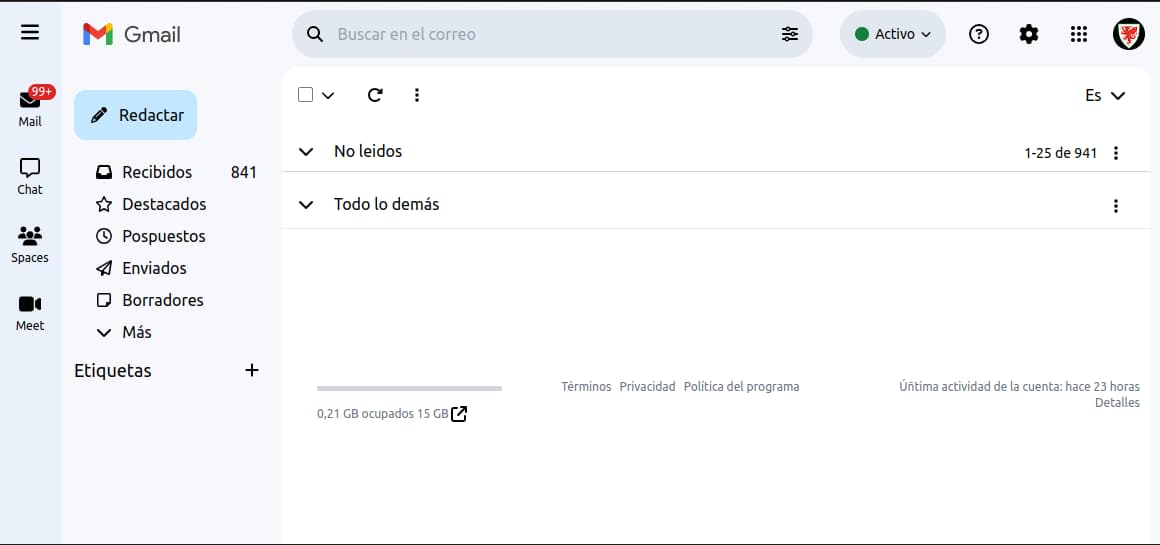 Gmail
Buscar en el correo
Activo
99+
Mail
Chat
Spaces
Meet
Redactar
Recibidos 841
Destacados
Pospuestos
Enviados
Borradores
Más
Etiquetas
Es
No leidos
1-25 de 941
Todo lo demás
0,21 GB ocupados 15 GB
Términos Privacidad Política del programa
Úñtima actividad de la cuenta: hace 23 horas
Detalles